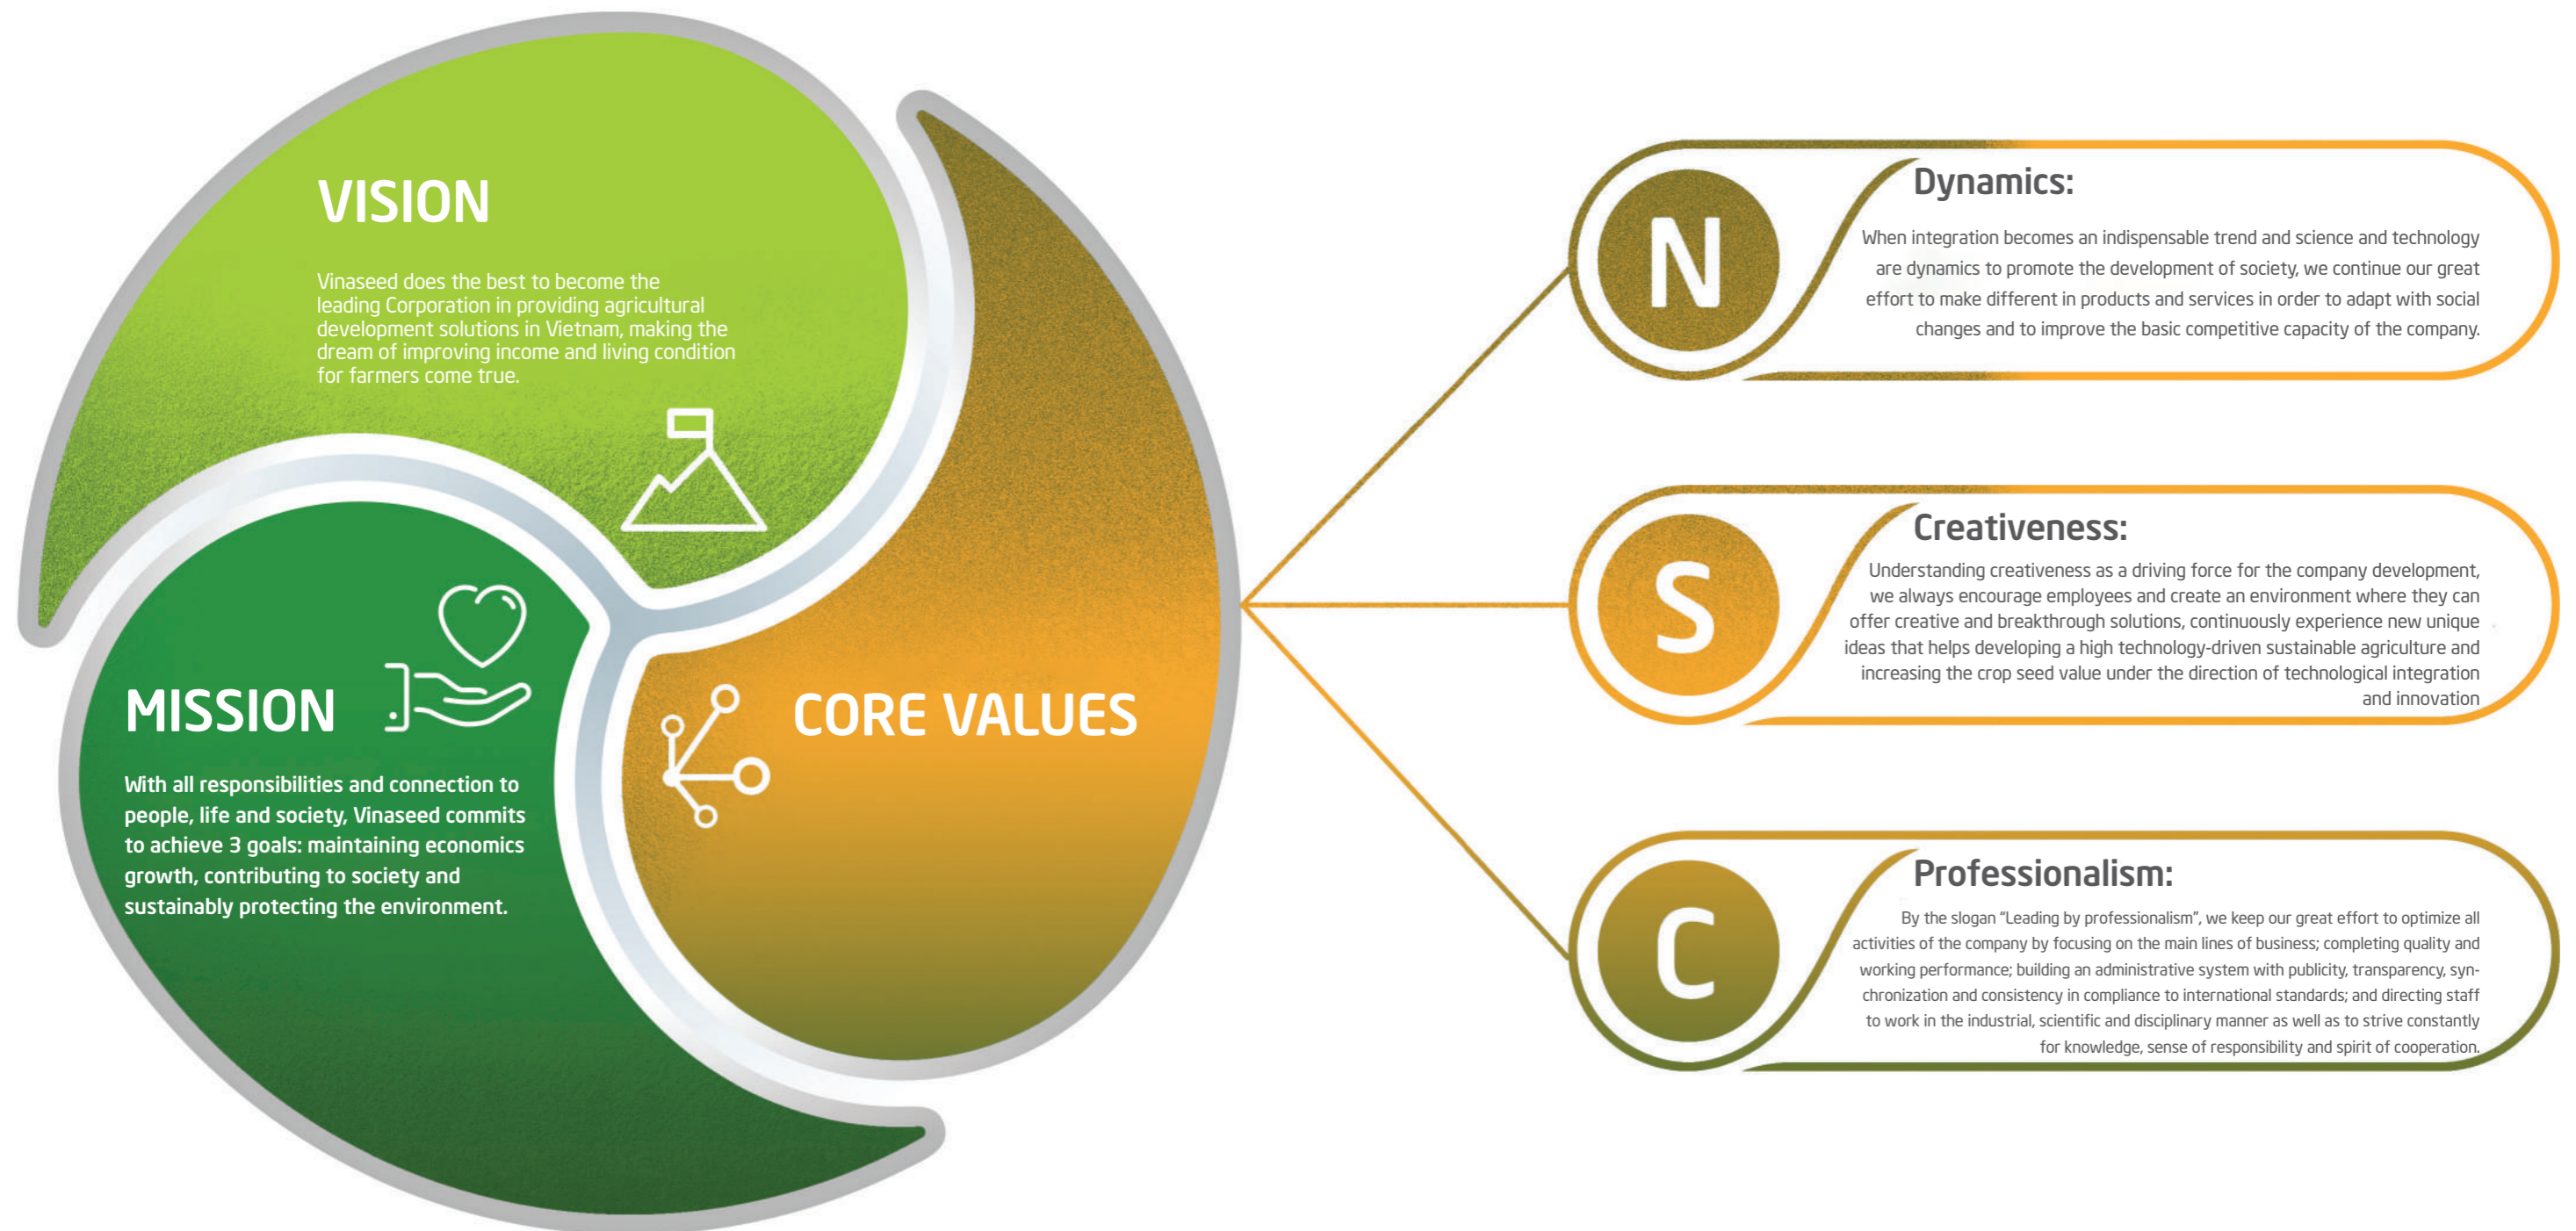 VISION
Vinaseed does the best to become the
leading Corporation in providing agricultural
development solutions in Vietnam, making the
dream of improving income and living condition
for farmers come true.
MISSION
With all responsibilities and connection to
people, life and society, Vinaseed commits
to achieve 3 goals: maintaining economics
growth, contributing to society and
sustainably protecting the environment.
CORE VALUES
N
Dynamics:
When integration becomes an indispensable trend and science and technology
are dynamics to promote the development of society, we continue our great
effort to make different in products and services in order to adapt with social
changes and to improve the basic competitive capacity of the company.
S
Creativeness:
Understanding creativeness as a driving force for the company development,
we always encourage employees and create an environment where they can
offer creative and breakthrough solutions, continuously experience new unique
ideas that helps developing a high technology-driven sustainable agriculture and
increasing the crop seed value under the direction of technological integration
and innovation
C
Professionalism:
By the slogan “Leading by professionalism”, we keep our great effort to optimize all
activities of the company by focusing on the main lines of business; completing quality and
working performance; building an administrative system with publicity, transparency, syn-
chronization and consistency in compliance to international standards; and directing staff
to work in the industrial, scientific and disciplinary manner as well as to strive constantly
for knowledge, sense of responsibility and spirit of cooperation.